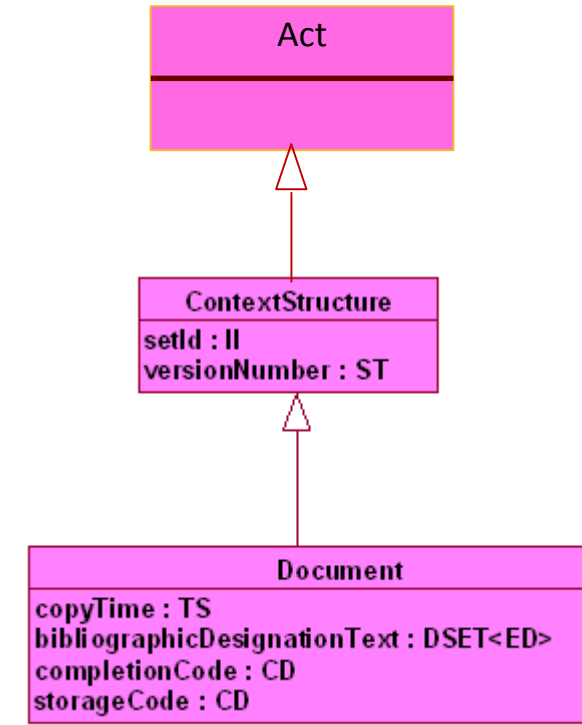 Act
ContextStructure
setId : II
versionNumber : ST
Document
copyTime : TS
bibliographicDesignationText : DSET<ED>
completionCode : CD
storageCode : CD